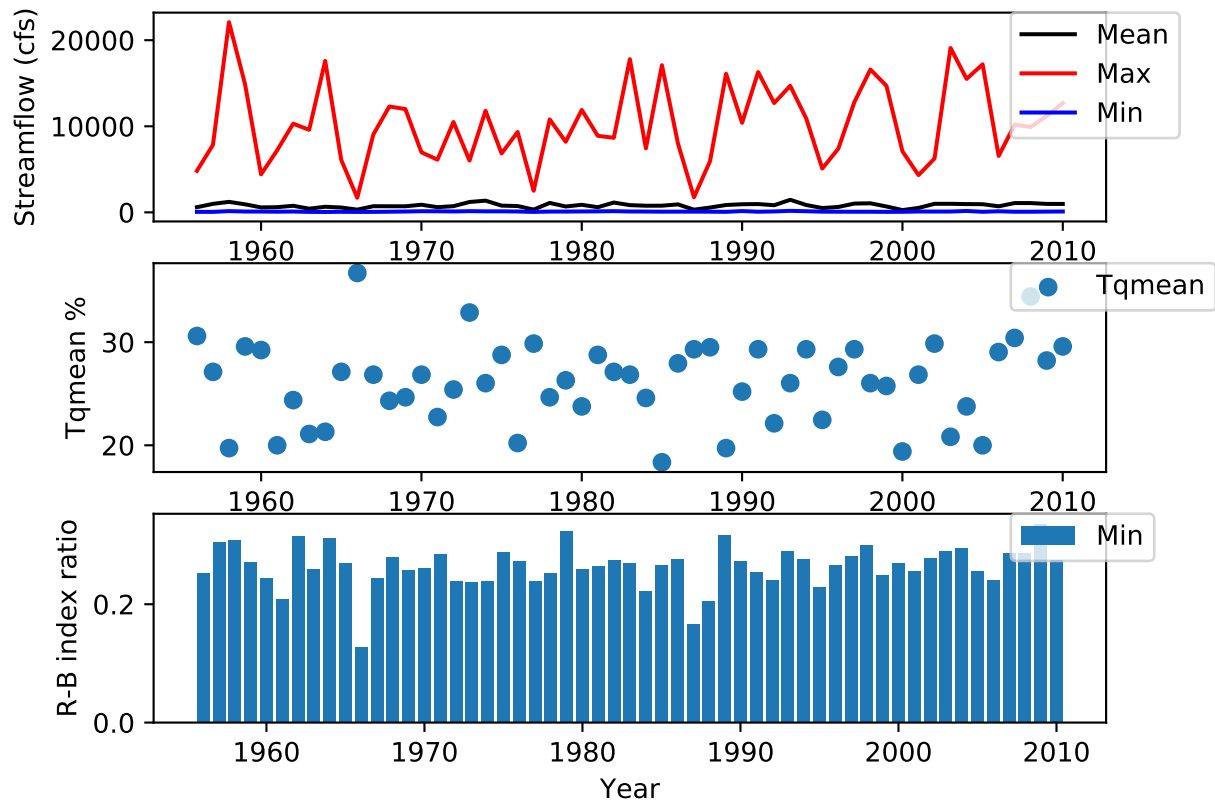 Streamflow (cfs)
20000
10000
0
Mean
Max
Min
1960 1970 1980 1990 2000 2010
Tqmean %
30
20
Tqmean
1960 1970 1980 1990 2000 2010
R-B index ratio
0.2
0.0
Min
1960 1970 1980 1990 2000 2010
Year